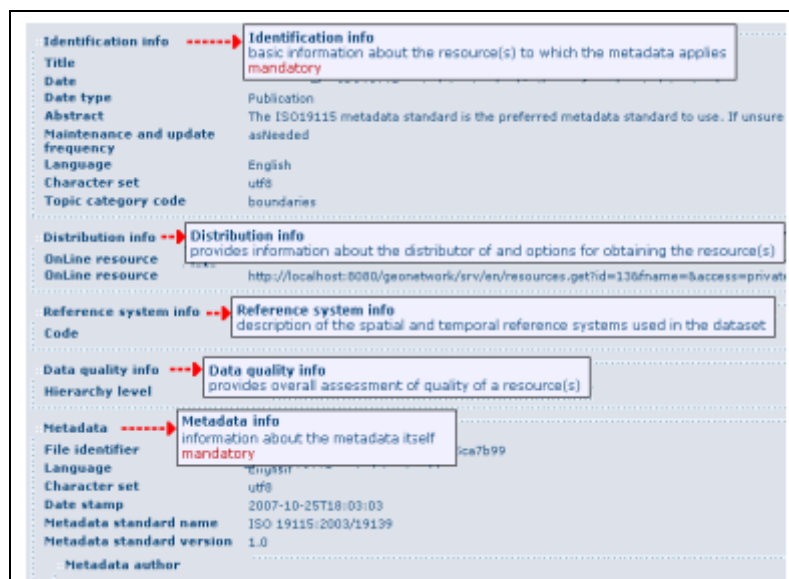 Identification info
Identification info
basic information about the resource(s) to which the metadata applies
mandatory
Title
Date
Date type Publication
Abstract The ISO19115 metadata standard is the preferred metadata standard to use. If unsure
Maintenance and update frequency asNeeded
Language English
Character set utf8
Topic category code boundaries
Distribution info
Distribution info
provides information about the distributor of and options for obtaining the resource(s)
OnLine resource
OnLine resource http://localhost:8080/geonetwork/srv/en/resources.get?id=13&fname=&access=private
Reference system info
Reference system info
description of the spatial and temporal reference systems used in the dataset
Code
Data quality info
Data quality info
provides overall assessment of quality of a resource(s)
Hierarchy level
Metadata
Metadata info
information about the metadata itself
mandatory
File identifier 5ca7b99
Language English
Character set utf8
Date stamp 2007-10-25T18:03:03
Metadata standard name ISO 19115:2003/19139
Metadata standard version 1.0
Metadata author